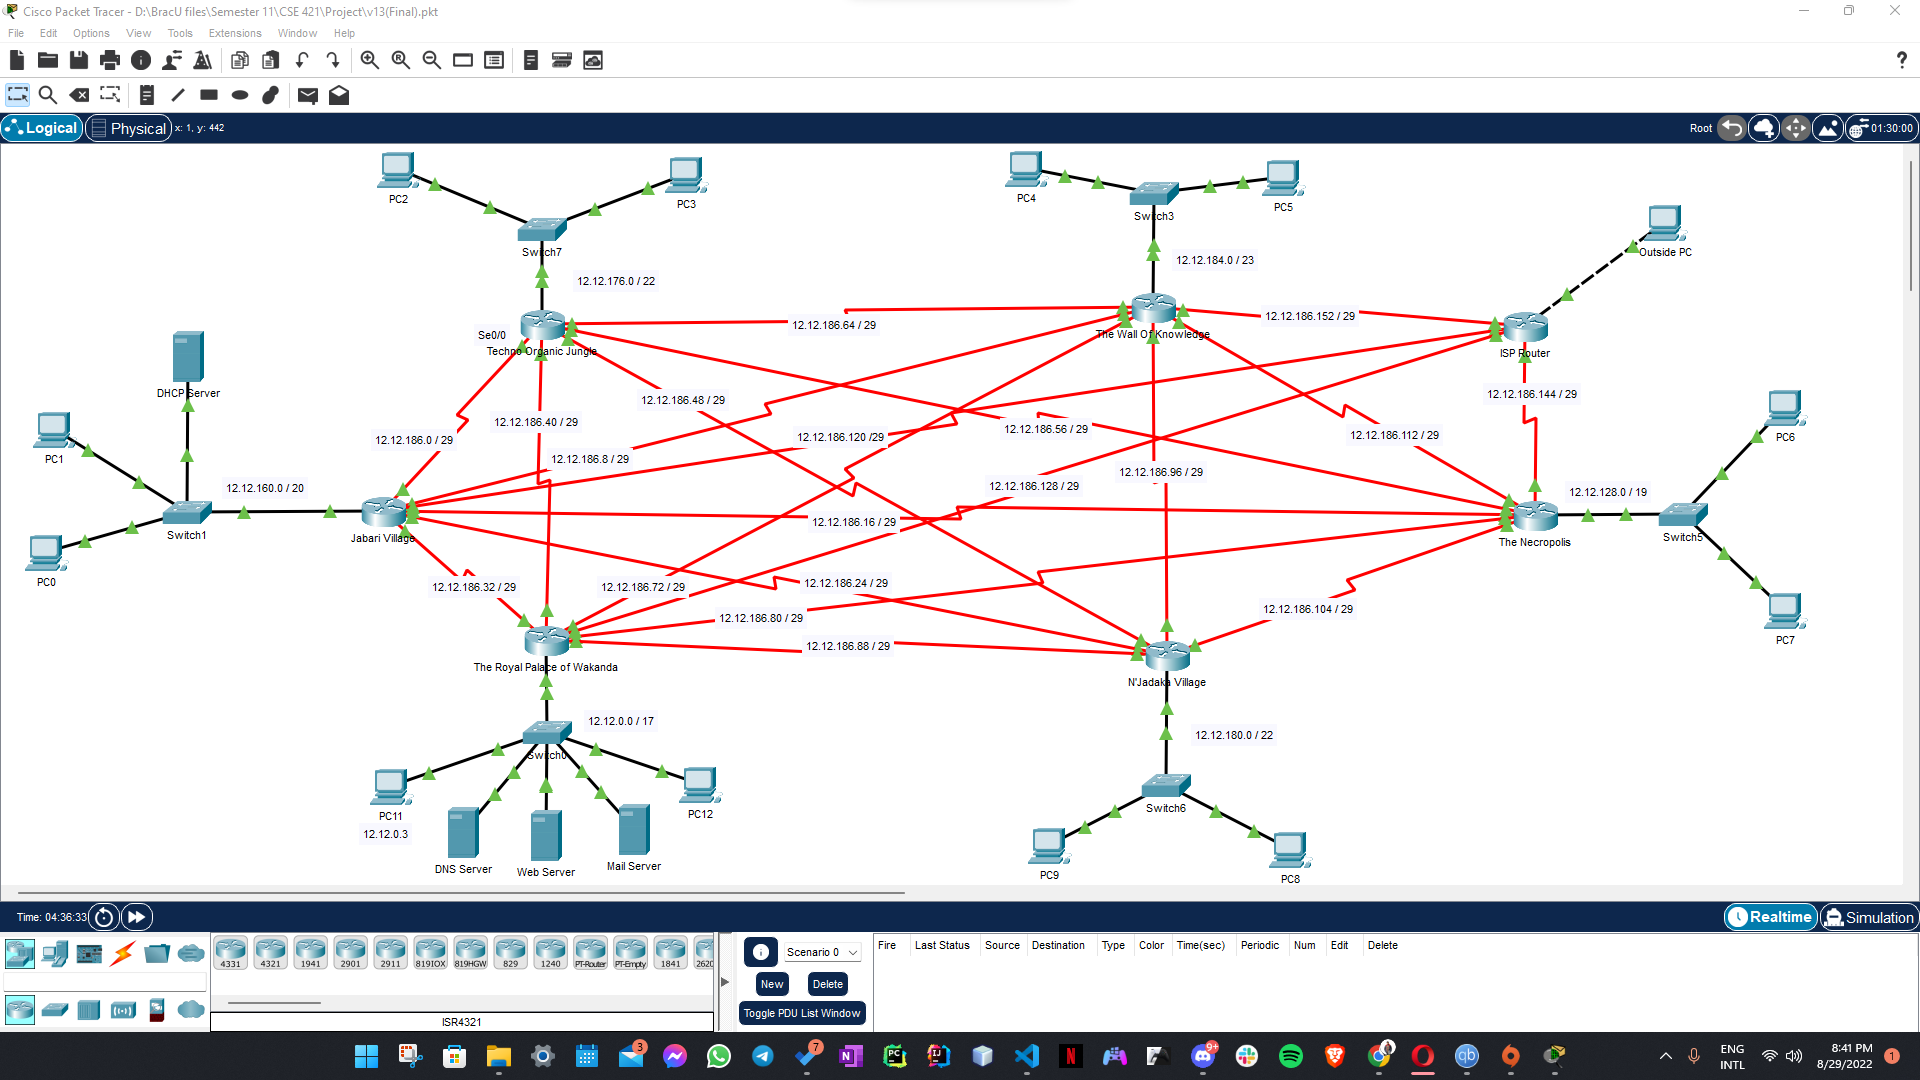 Cisco Packet Tracer - D:\BracU files\Semester 11\CSE 421\Project\v13(Final).pkt
File Edit Options View Tools Extensions Window Help
Logical Physical x: 1, y: 442 Root 01:30:00
PC2
PC3
PC4
PC5
Switch7
Switch3
Outside PC
12.12.176.0 / 22
12.12.184.0 / 23
Se0/0
Techno Organic Jungle
12.12.186.64 / 29
The Wall Of Knowledge
12.12.186.152 / 29
ISP Router
DHCP Server
12.12.186.48 / 29
12.12.186.144 / 29
12.12.186.40 / 29
12.12.186.0 / 29
12.12.186.120 /29
12.12.186.56 / 29
12.12.186.112 / 29
PC6
PC1
12.12.186.8 / 29
12.12.186.96 / 29
12.12.160.0 / 20
12.12.186.128 / 29
12.12.128.0 / 19
Switch1
Jabari Village
12.12.186.16 / 29
The Necropolis
Switch5
PC0
12.12.186.32 / 29
12.12.186.72 / 29
12.12.186.24 / 29
12.12.186.80 / 29
12.12.186.104 / 29
PC7
12.12.186.88 / 29
The Royal Palace of Wakanda
N'Jadaka Village
12.12.0.0 / 17
12.12.180.0 / 22
Switch0
PC11
PC12
Switch6
12.12.0.3
DNS Server
Web Server
Mail Server
PC9
PC8
Time: 04:36:33 Realtime Simulation
4331 4321 1941 2901 2911 819IOX 819HGW 829 1240 PT-Router PT-Empty 1841 2620
ISR4321
Scenario 0
New Delete
Toggle PDU List Window
Fire Last Status Source Destination Type Color Time(sec) Periodic Num Edit Delete
3 7 9+
ENG
INTL
8:41 PM
8/29/2022
1